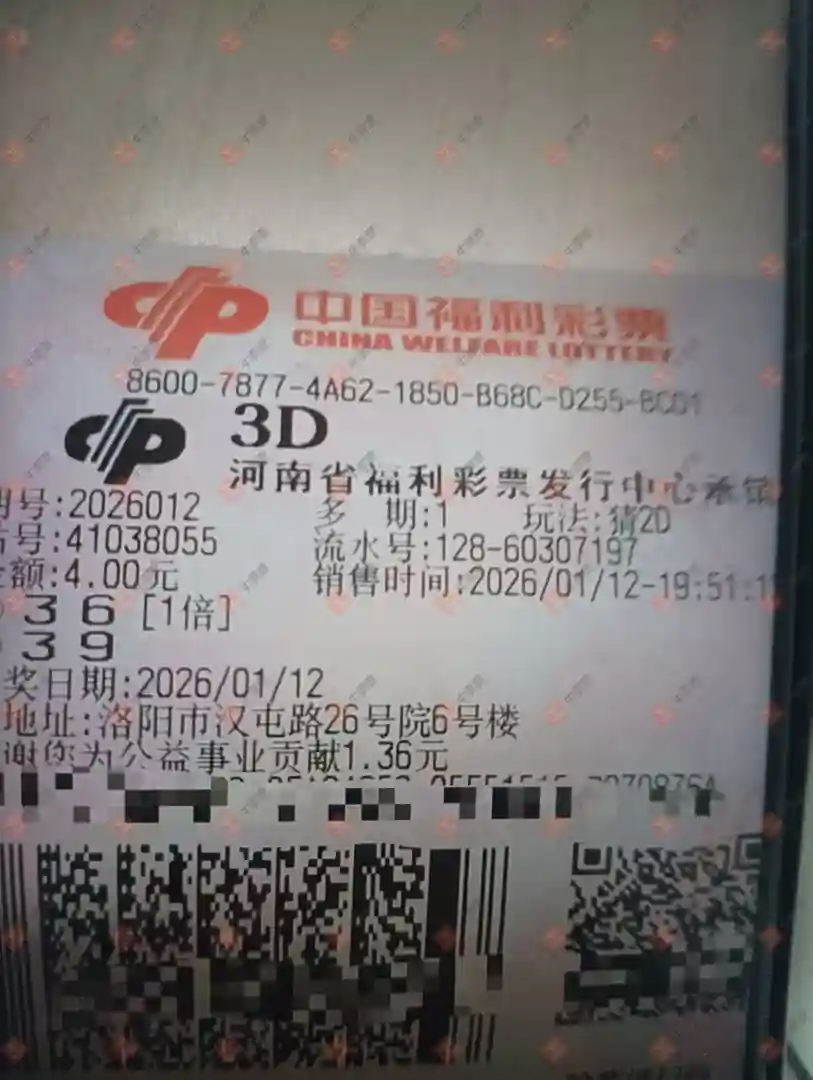 中国福利彩票
CHINA WELFARE LOTTERY
8600-7877-4A62-1850-B68C-D255-BC01
3D
河南省福利彩票发行中心承销
期号:2026012 多 期:1 玩法:猜2D
号:41038055 流水号:128-60307197
金额:4.00元 销售时间:2026/01/12-19:51:1
3 6 [1倍]
3 9
奖日期:2026/01/12
地址:洛阳市汉屯路26号院6号楼
谢您为公益事业贡献1.36元